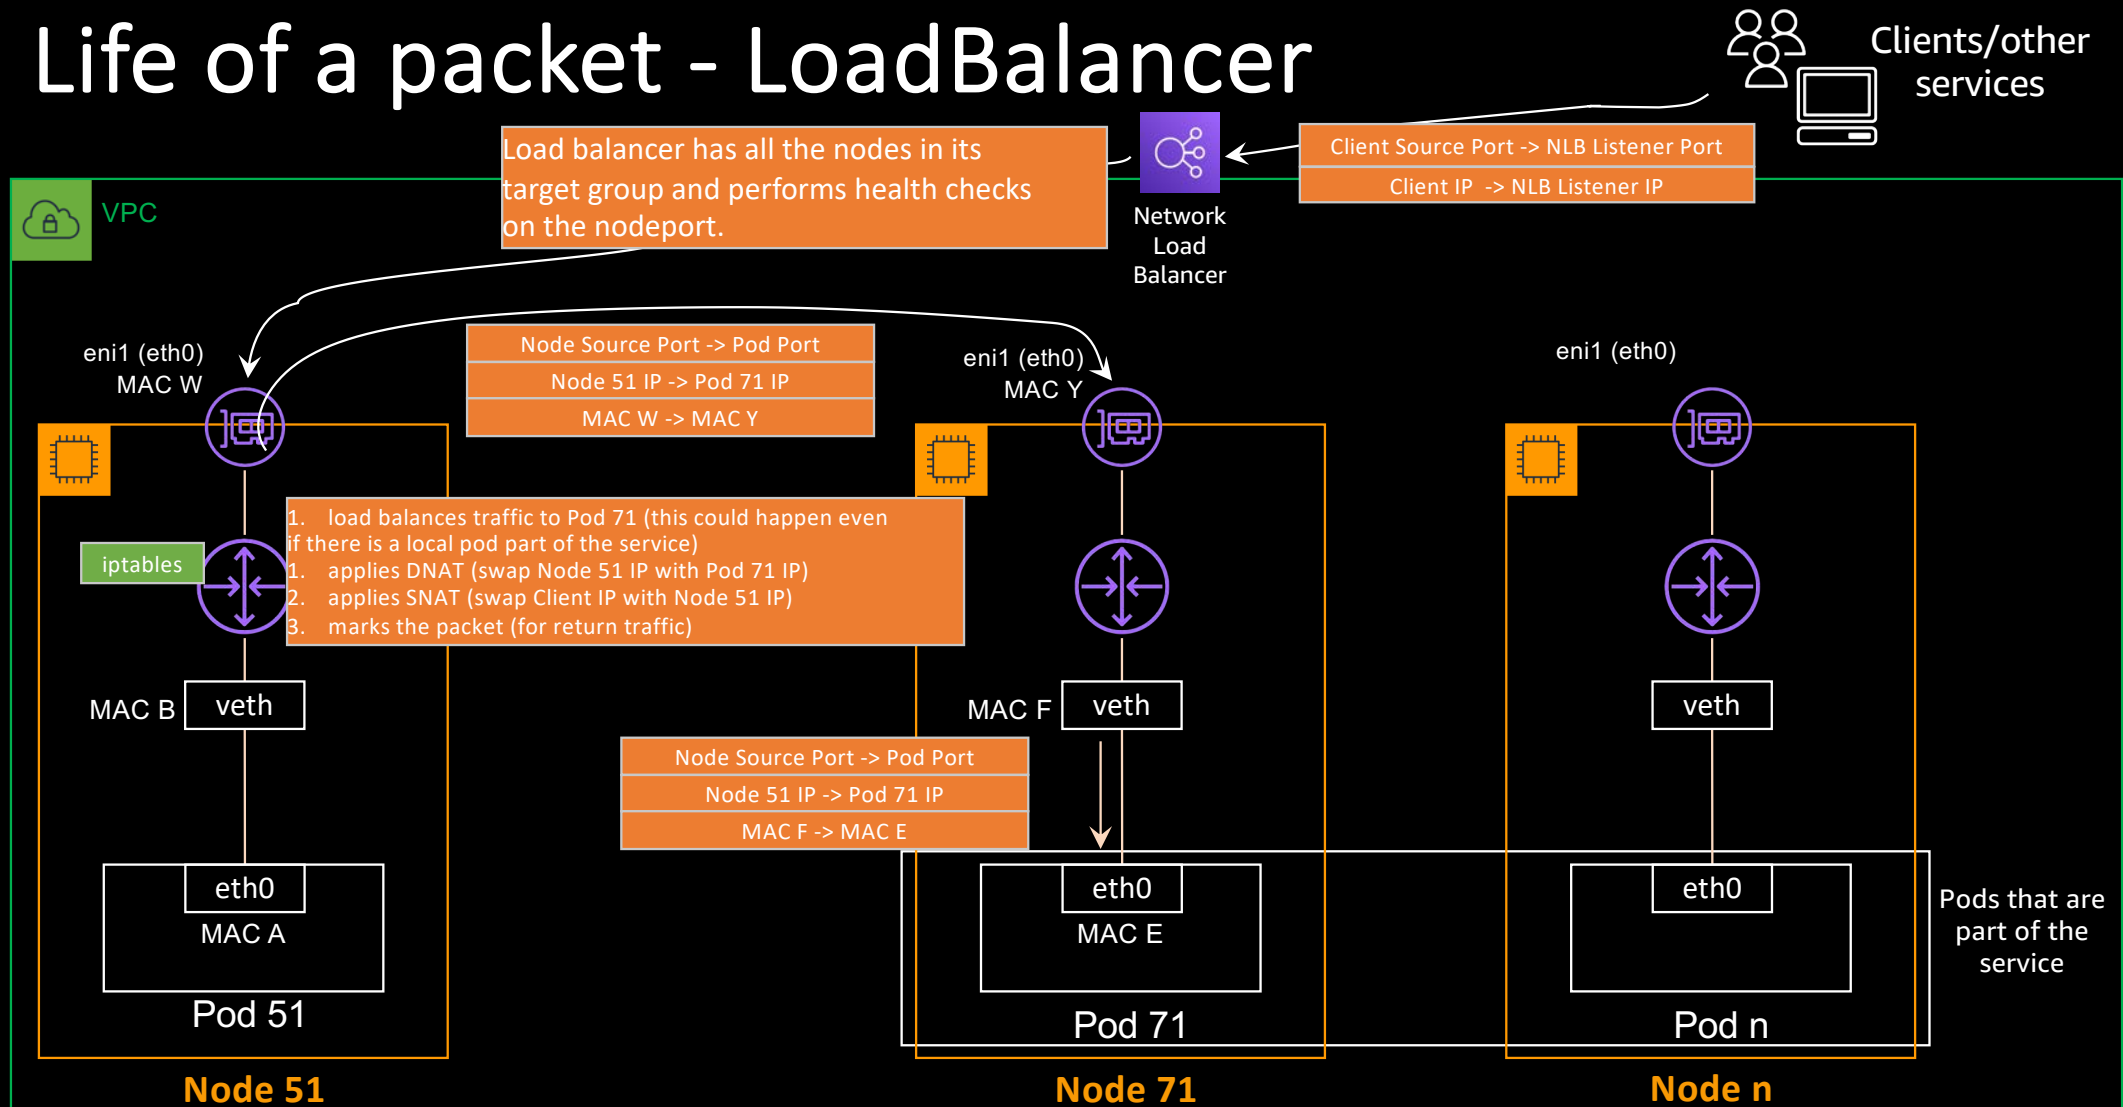 Life of a packet - LoadBalancer
Clients/other
services
Load balancer has all the nodes in its
target group and performs health checks
on the nodeport.
Client Source Port -> NLB Listener Port
Client IP -> NLB Listener IP
VPC
Network
Load
Balancer
eni1 (eth0)
MAC W
Node Source Port -> Pod Port
Node 51 IP -> Pod 71 IP
MAC W -> MAC Y
eni1 (eth0)
MAC Y
eni1 (eth0)
iptables
1. load balances traffic to Pod 71 (this could happen even
if there is a local pod part of the service)
1. applies DNAT (swap Node 51 IP with Pod 71 IP)
2. applies SNAT (swap Client IP with Node 51 IP)
3. marks the packet (for return traffic)
MAC B
veth
MAC F
veth
veth
Node Source Port -> Pod Port
Node 51 IP -> Pod 71 IP
MAC F -> MAC E
eth0
MAC A
eth0
MAC E
eth0
Pods that are
part of the
service
Pod 51
Pod 71
Pod n
Node 51
Node 71
Node n